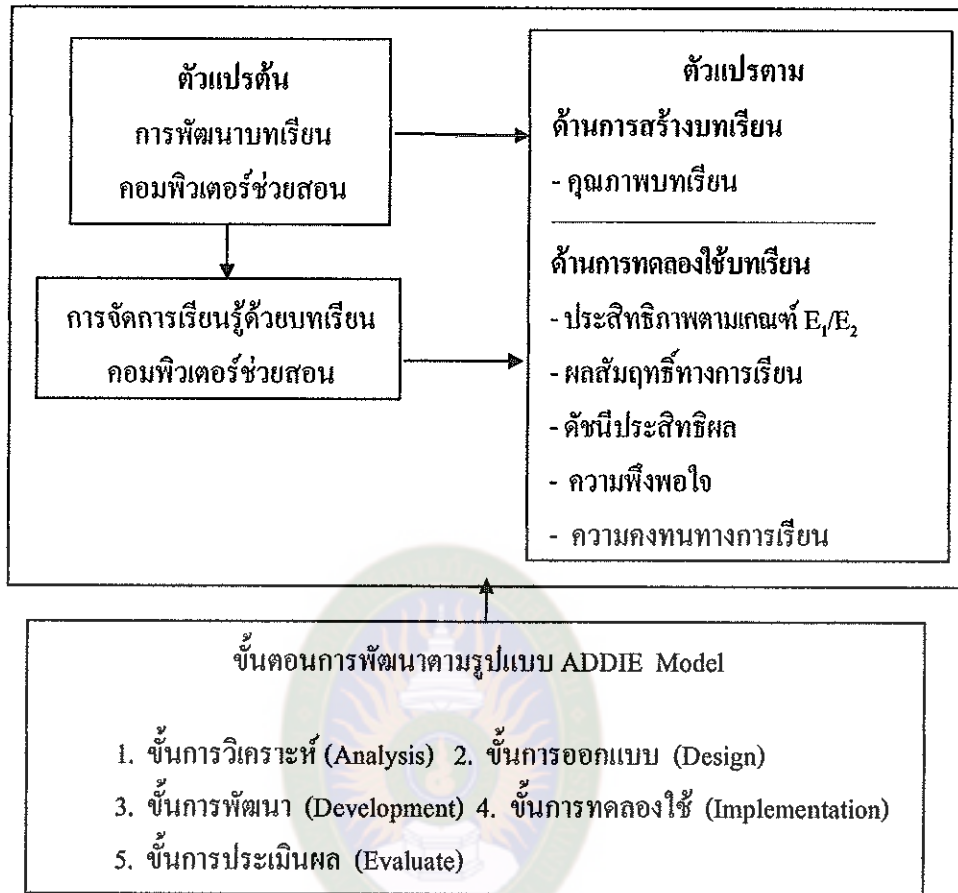 ตัวแปรต้น
การพัฒนาบทเรียน
คอมพิวเตอร์ช่วยสอน
การจัดการเรียนรู้ด้วยบทเรียน
คอมพิวเตอร์ช่วยสอน
ตัวแปรตาม
ด้านการสร้างบทเรียน
- คุณภาพบทเรียน
ด้านการทดลองใช้บทเรียน
- ประสิทธิภาพตามเกณฑ์ E₁/E₂
- ผลสัมฤทธิ์ทางการเรียน
- ดัชนีประสิทธิผล
- ความพึงพอใจ
- ความคงทนทางการเรียน
ขั้นตอนการพัฒนาตามรูปแบบ ADDIE Model
1. ขั้นการวิเคราะห์ (Analysis) 2. ขั้นการออกแบบ (Design)
3. ขั้นการพัฒนา (Development) 4. ขั้นการทดลองใช้ (Implementation)
5. ขั้นการประเมินผล (Evaluate)